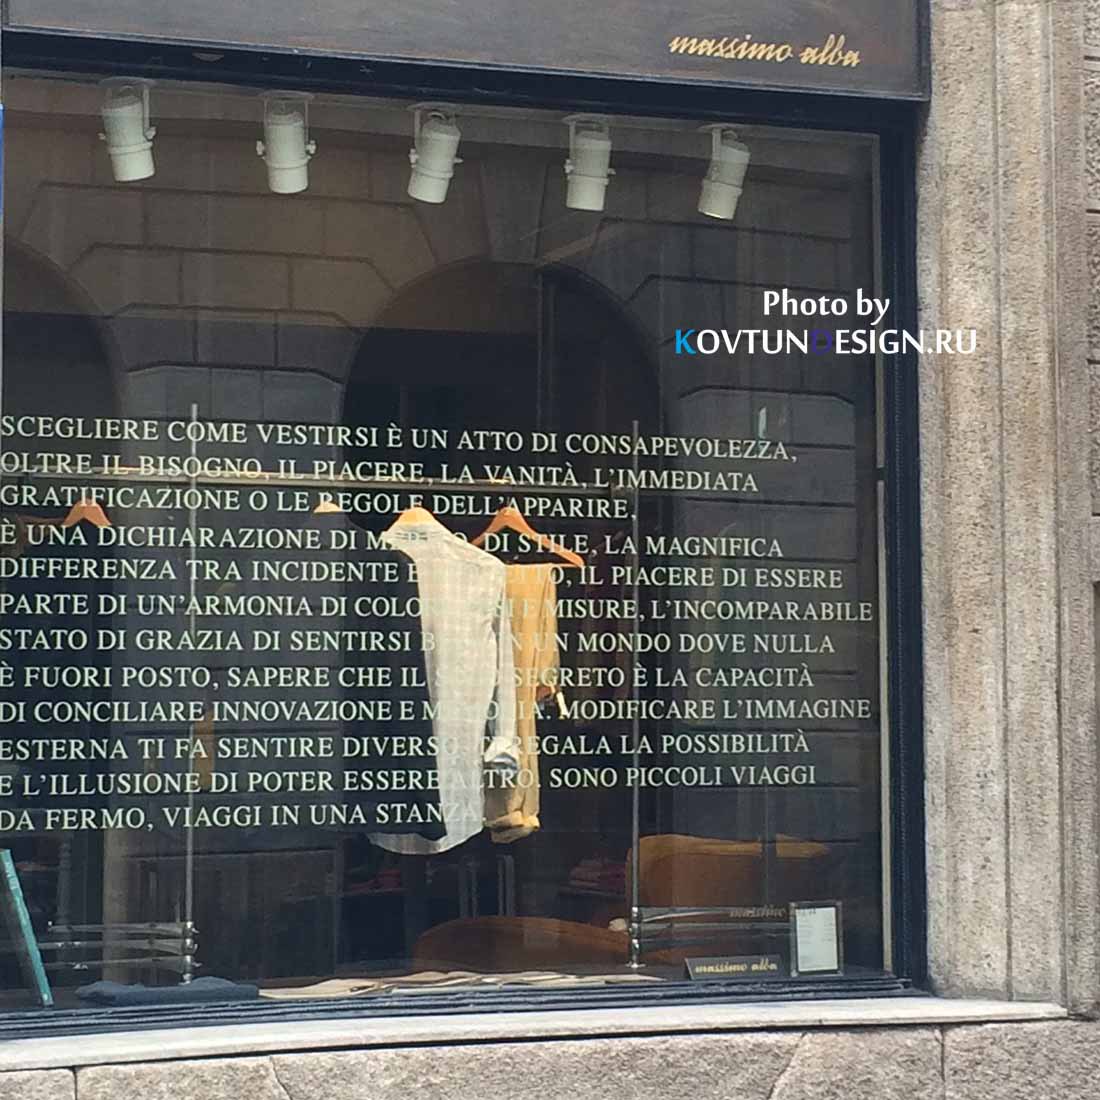 massimo alba
Photo by
KOVTUNDESIGN.RU
SCEGLIERE COME VESTIRSI È UN ATTO DI CONSAPEVOLEZZA,
OLTRE IL BISOGNO, IL PIACERE, LA VANITÀ, L'IMMEDIATA
GRATIFICAZIONE O LE REGOLE DELL'APPARIRE,
È UNA DICHIARAZIONE DI DI STILE, LA MAGNIFICA
DIFFERENZA TRA INCIDENTE E IL PIACERE DI ESSERE
PARTE DI UN'ARMONIA DI E MISURE, L'INCOMPARABILE
STATO DI GRAZIA DI SENTIRSI UN MONDO DOVE NULLA
È FUORI POSTO, SAPERE CHE IL SEGRETO È LA CAPACITÀ
DI CONCILIARE INNOVAZIONE E MODIFICARE L'IMMAGINE
ESTERNA TI FA SENTIRE DIVERSO, REGALA LA POSSIBILITÀ
E L'ILLUSIONE DI POTER ESSERE ALTRO. SONO PICCOLI VIAGGI
DA FERMO, VIAGGI IN UNA STANZA.
massimo alba